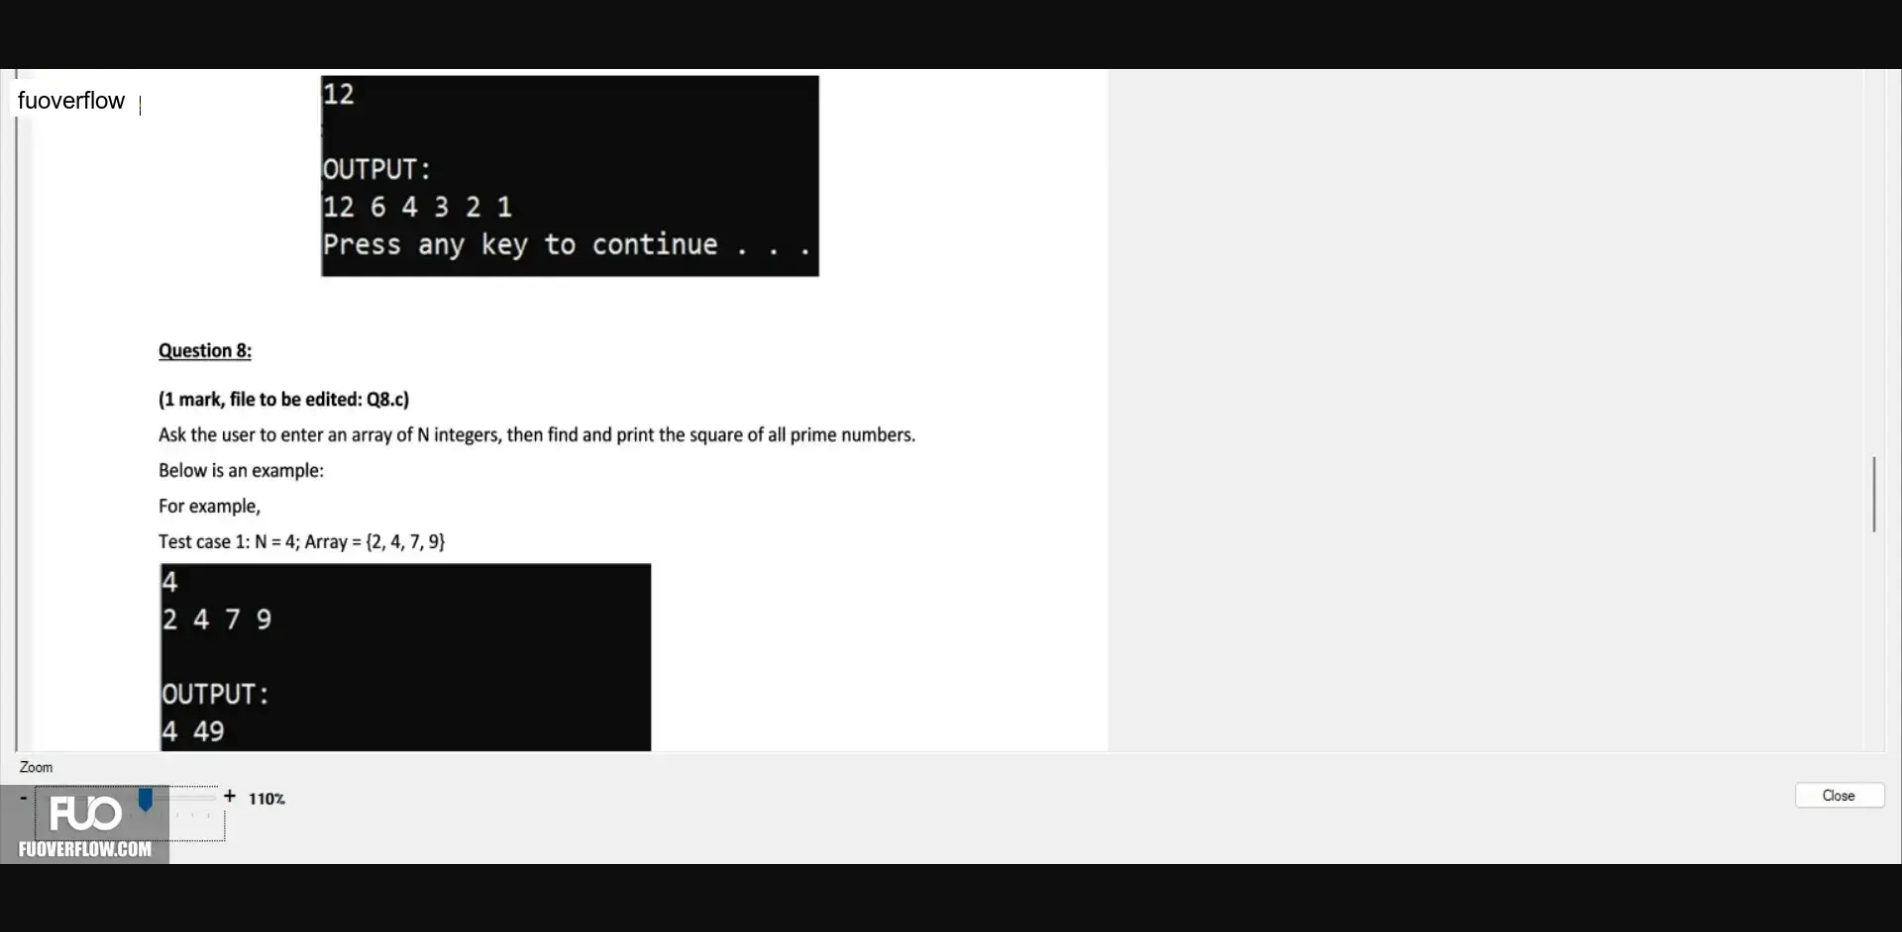 fuoverflow
12
OUTPUT:
12 6 4 3 2 1
Press any key to continue . . .
Question 8:
(1 mark, file to be edited: Q8.c)
Ask the user to enter an array of N integers, then find and print the square of all prime numbers.
Below is an example:
For example,
Test case 1: N = 4; Array = {2, 4, 7, 9}
4
2 4 7 9
OUTPUT:
4 49
Zoom
- + 110%
Close
FUO
FUOVERFLOW.COM